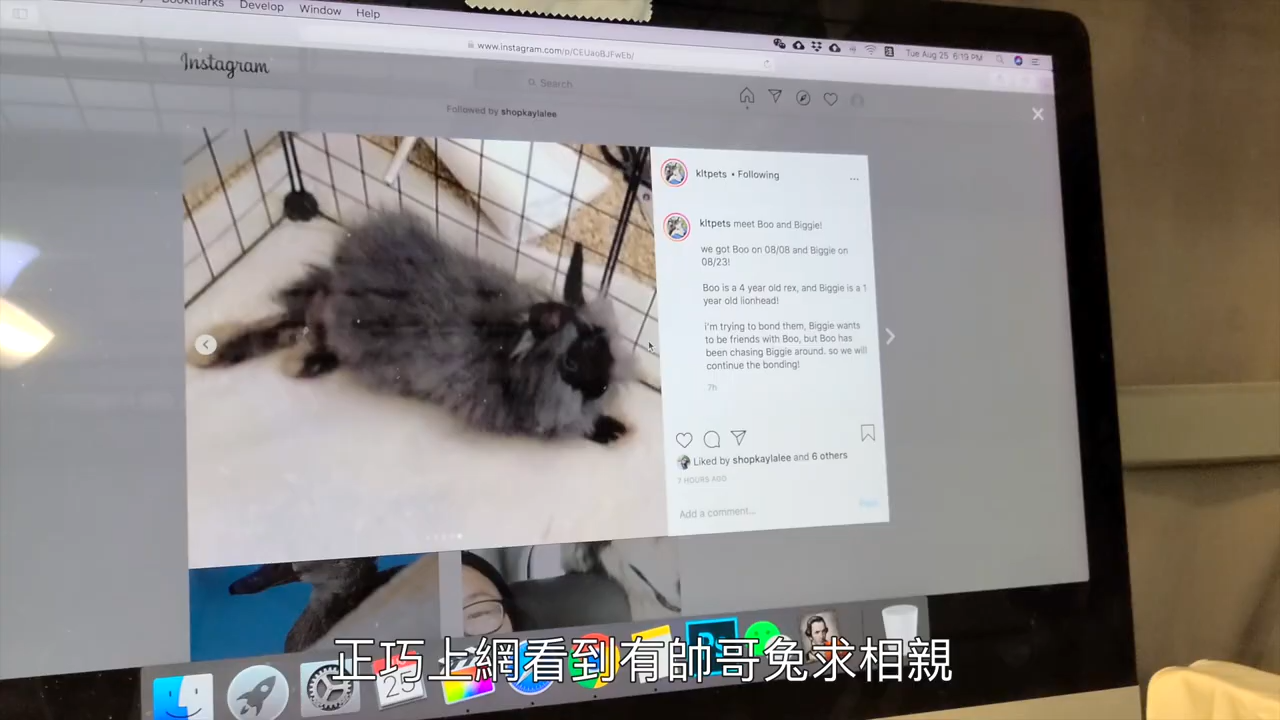 Develop
Window
Help
www.instagram.com/p/CEUaoBJFwEb/
Tue Aug 25 6:19 PM
Instagram
Search
Followed by shopkaylalee
kltpets • Following
kltpets meet Boo and Biggie!
we got Boo on 08/08 and Biggie on
08/23!
Boo is a 4 year old rex, and Biggie is a 1
year old lionhead!
i'm trying to bond them, Biggie wants
to be friends with Boo, but Boo has
been chasing Biggie around. so we will
continue the bonding!
7h
Liked by shopkaylalee and 6 others
7 HOURS AGO
Add a comment...
Post
正巧上網看到有帥哥兔求相親